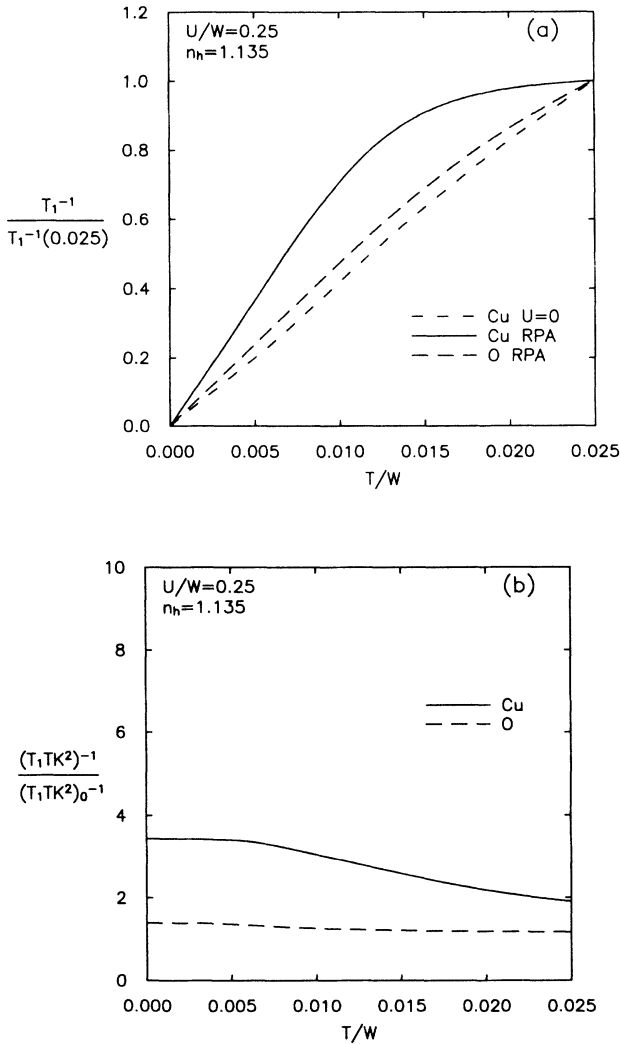 1.2
U/W=0.25
n_h=1.135
(a)
1.0
0.8
0.6
0.4
0.2
0.0
T₁⁻¹
T₁⁻¹(0.025)
Cu U=0
Cu RPA
O RPA
0.000 0.005 0.010 0.015 0.020 0.025
T/W
10
U/W=0.25
n_h=1.135
(b)
8
6
4
2
0
Cu
O
(T₁TK²)⁻¹
(T₁TK²)₀⁻¹
0.000 0.005 0.010 0.015 0.020 0.025
T/W